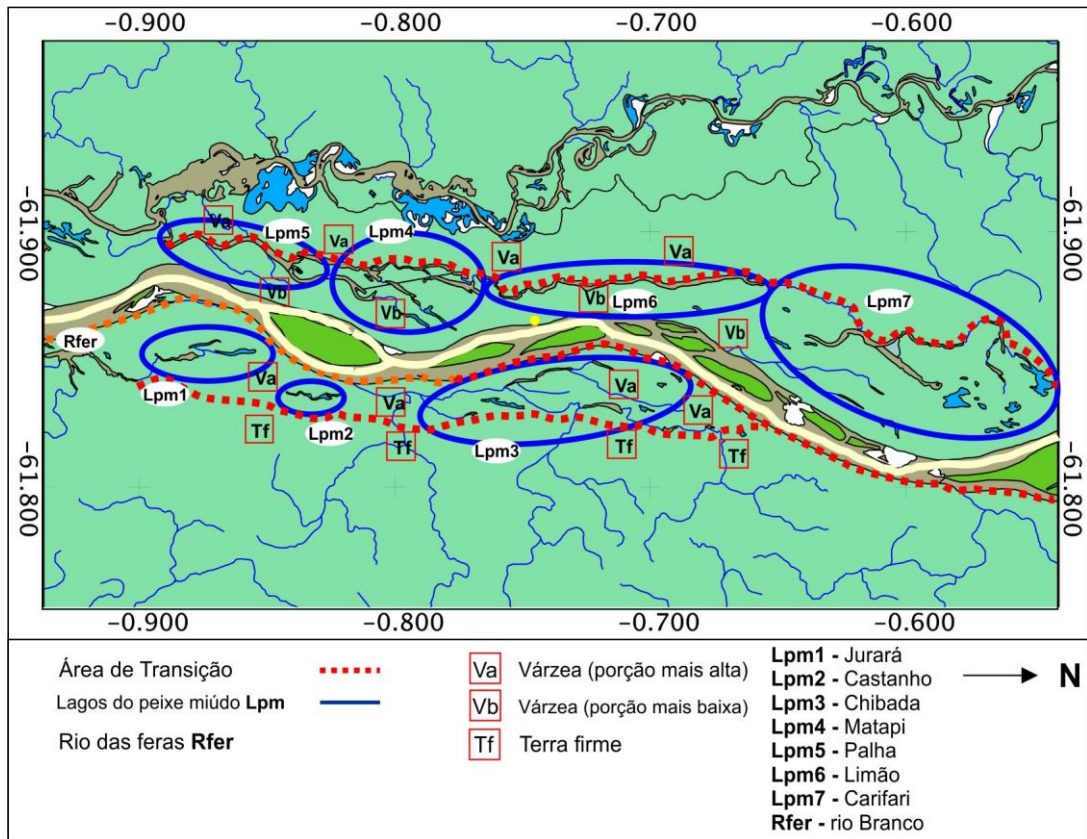 -0.900 -0.800 -0.700 -0.600
-61.900
-61.900
Va Lpm5 Va Lpm4 Va Va
Vb Vb Vb Lpm6 Lpm7
Rfer Vb
Lpm1 Va Va Va Va
Lpm2 Lpm3
Tf Tf Tf Tf
-61.800
-61.800
-0.900 -0.800 -0.700 -0.600
Área de Transição
Lagos do peixe miúdo Lpm
Rio das feras Rfer
Va Várzea (porção mais alta)
Vb Várzea (porção mais baixa)
Tf Terra firme
Lpm1 - Jurará
Lpm2 - Castanho
Lpm3 - Chibada
Lpm4 - Matapi
Lpm5 - Palha
Lpm6 - Limão
Lpm7 - Carifari
Rfer - rio Branco
N